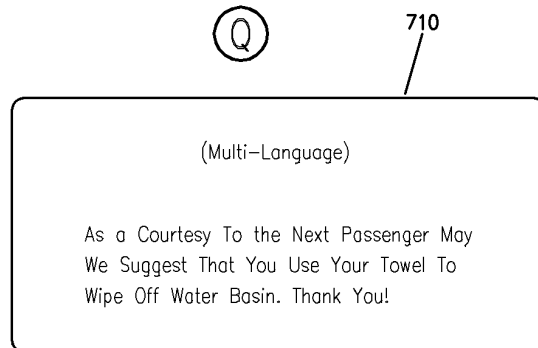 Q
710
(Multi-Language)
As a Courtesy To the Next Passenger May
We Suggest That You Use Your Towel To
Wipe Off Water Basin. Thank You!